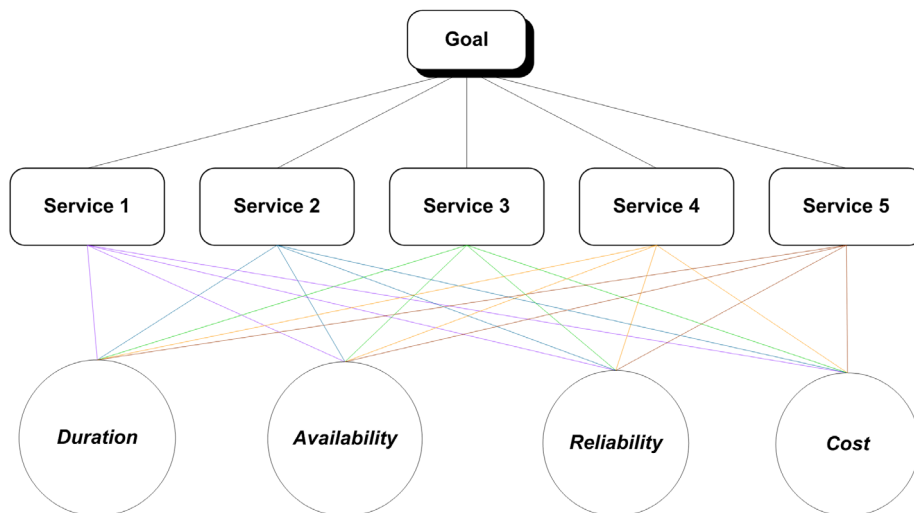 Goal
Service 1
Service 2
Service 3
Service 4
Service 5
Duration
Availability
Reliability
Cost